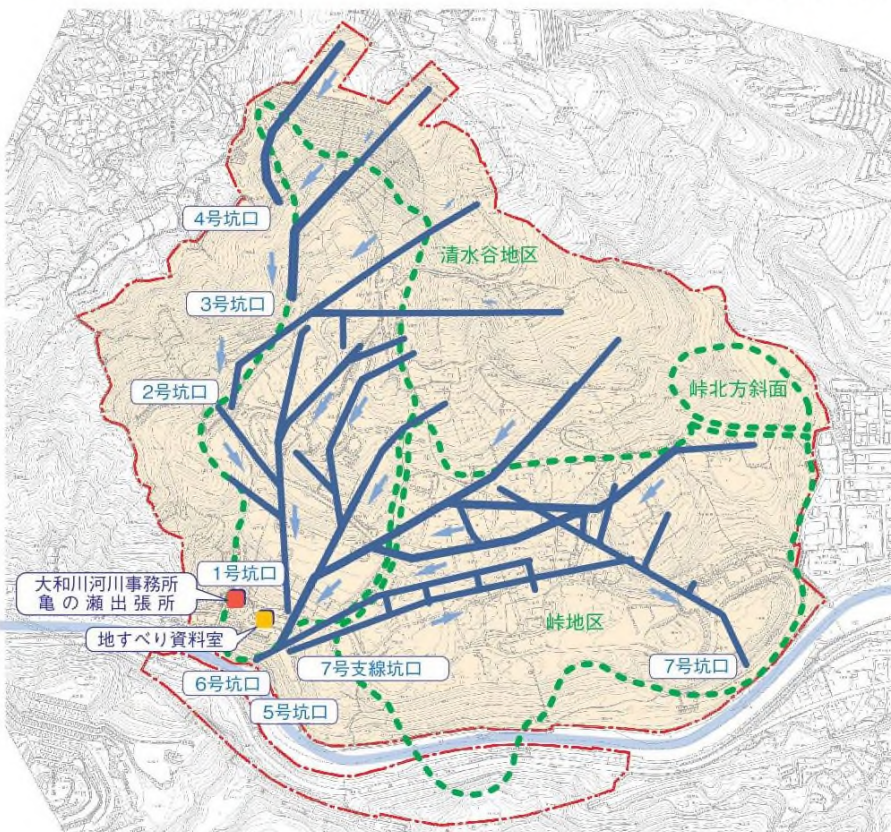 4号坑口
清水谷地区
3号坑口
2号坑口
峠北方斜面
1号坑口
大和川河川事務所
亀の瀬出張所
地すべり資料室
峠地区
7号支線坑口
7号坑口
6号坑口
5号坑口